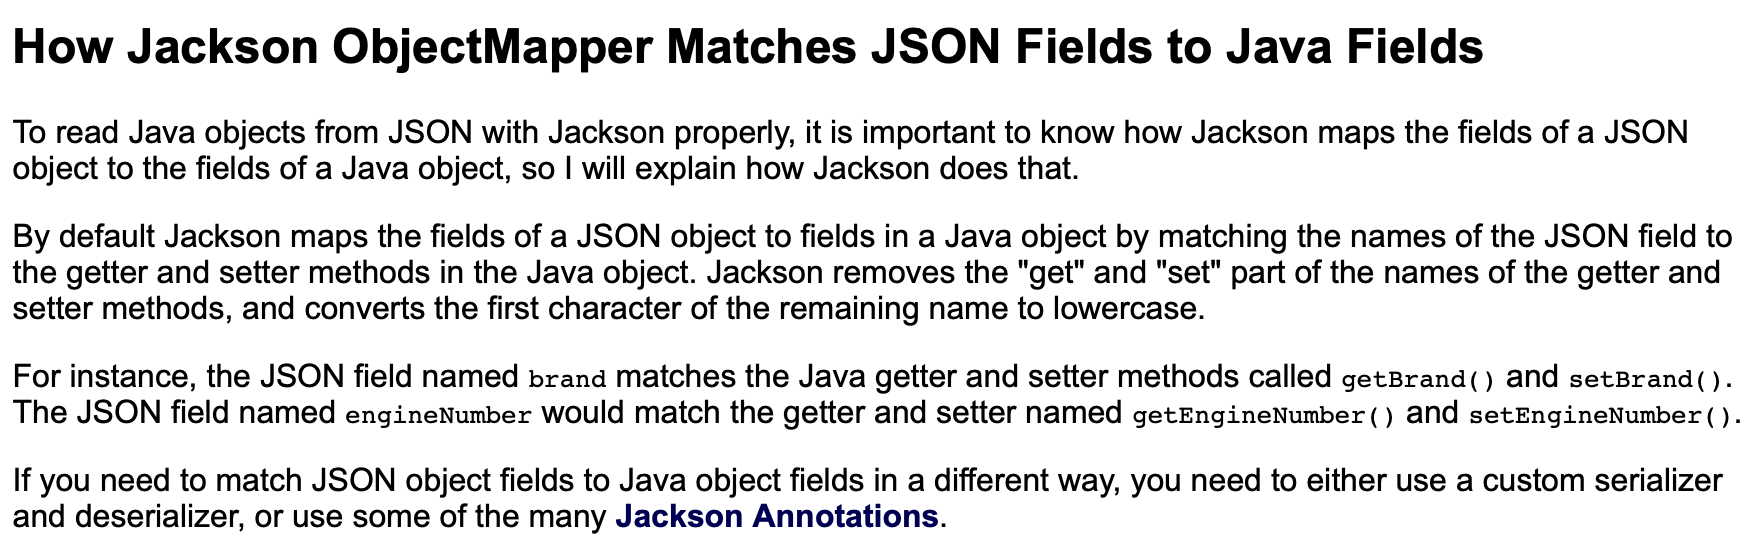 How Jackson ObjectMapper Matches JSON Fields to Java Fields
To read Java objects from JSON with Jackson properly, it is important to know how Jackson maps the fields of a JSON
object to the fields of a Java object, so I will explain how Jackson does that.
By default Jackson maps the fields of a JSON object to fields in a Java object by matching the names of the JSON field to
the getter and setter methods in the Java object. Jackson removes the "get" and "set" part of the names of the getter and
setter methods, and converts the first character of the remaining name to lowercase.
For instance, the JSON field named brand matches the Java getter and setter methods called getBrand() and setBrand().
The JSON field named engineNumber would match the getter and setter named getEngineNumber() and setEngineNumber().
If you need to match JSON object fields to Java object fields in a different way, you need to either use a custom serializer
and deserializer, or use some of the many Jackson Annotations.